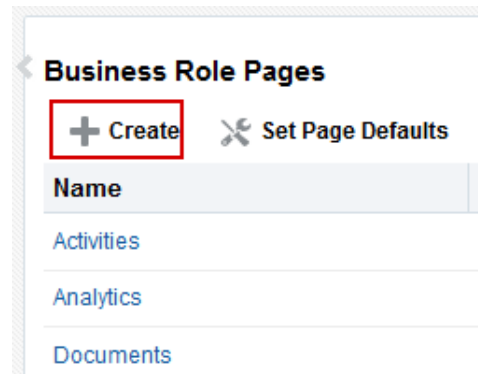 Business Role Pages
Create Set Page Defaults
Name
Activities
Analytics
Documents